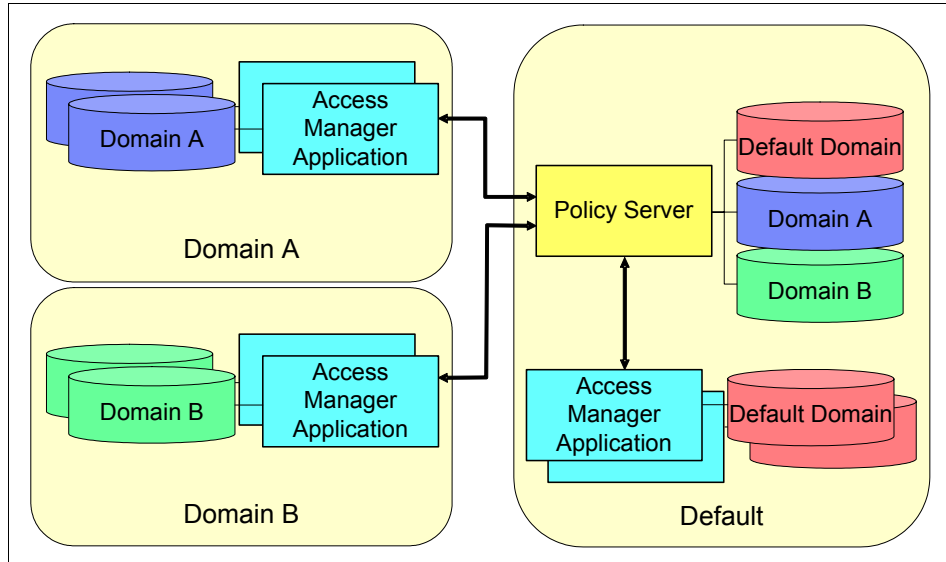 Domain A
Access
Manager
Application
Domain A
Domain B
Access
Manager
Application
Domain B
Policy Server
Default Domain
Domain A
Domain B
Access
Manager
Application
Default Domain
Default